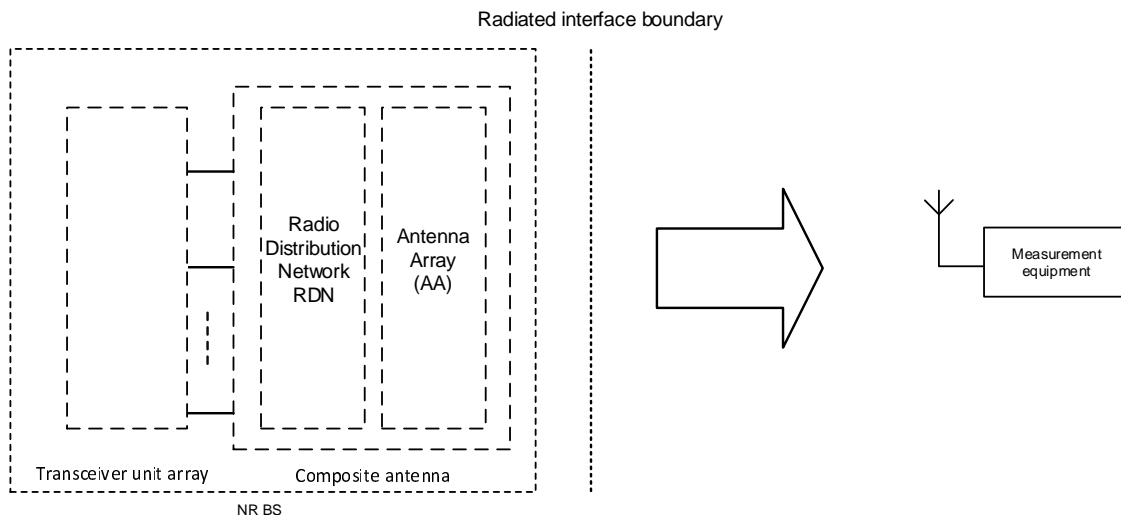 Radiated interface boundary
Radio
Distribution
Network
RDN
Antenna
Array
(AA)
Measurement
equipment
Transceiver unit array
Composite antenna
NR BS